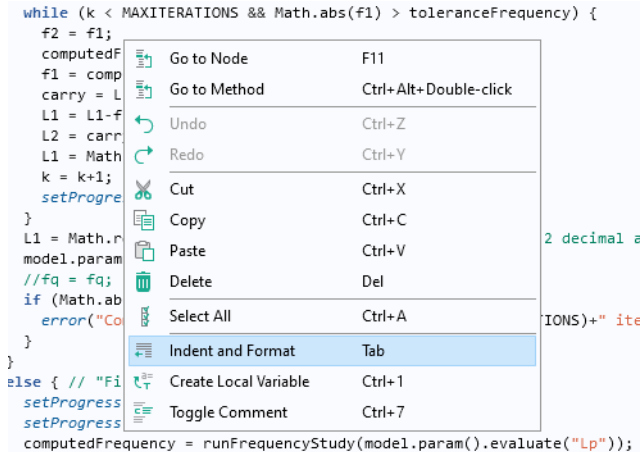 while (k < MAXITERATIONS && Math.abs(f1) > toleranceFrequency) {
f2 = f1;
computedF
f1 = comp
carry = L
L1 = L1-f
L2 = carr
L1 = Math
k = k+1;
setProgre
}
L1 = Math.r 2 decimal a
model.param
//fq = fq;
if (Math.ab
error("Co IONS)+" ite
}
}
else { // "Fi
setProgress
setProgress
computedFrequency = runFrequencyStudy(model.param().evaluate("Lp"));
Go to Node F11
Go to Method Ctrl+Alt+Double-click
Undo Ctrl+Z
Redo Ctrl+Y
Cut Ctrl+X
Copy Ctrl+C
Paste Ctrl+V
Delete Del
Select All Ctrl+A
Indent and Format Tab
Create Local Variable Ctrl+1
Toggle Comment Ctrl+7